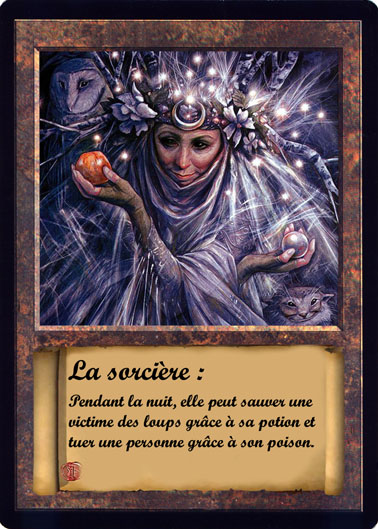 La sorcière :
Pendant la nuit, elle peut sauver une
victime des loups grâce à sa potion et
tuer une personne grâce à son poison.